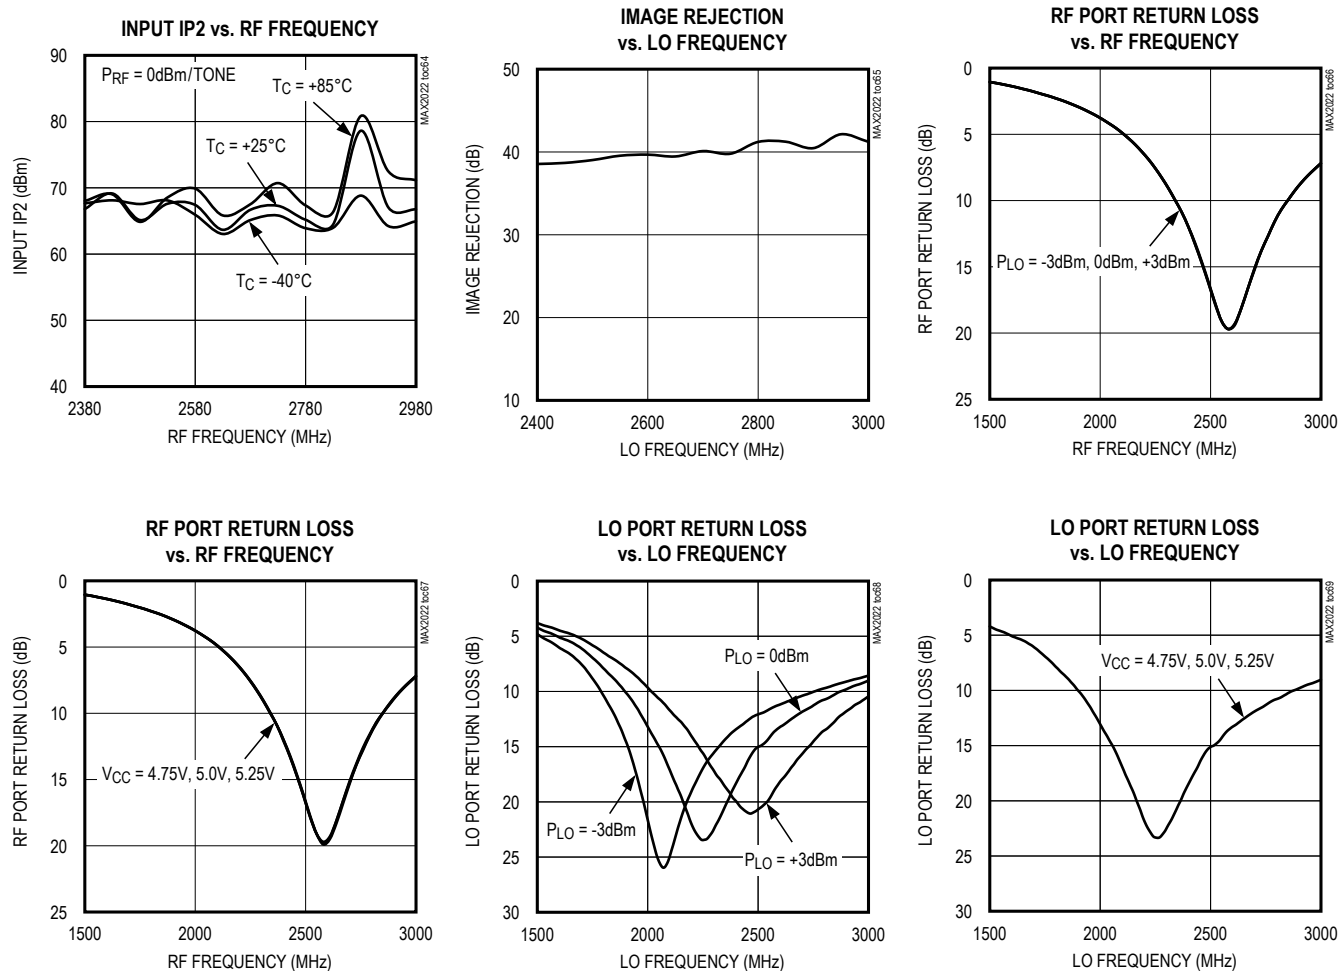 INPUT IP2 vs. RF FREQUENCY
MAX2022 toc64
PRF = 0dBm/TONE
TC = +85°C
TC = +25°C
TC = -40°C
INPUT IP2 (dBm)
90
80
70
60
50
40
2380
2580
2780
2980
RF FREQUENCY (MHz)
IMAGE REJECTION
vs. LO FREQUENCY
MAX2022 toc65
IMAGE REJECTION (dB)
50
40
30
20
10
2400
2600
2800
3000
LO FREQUENCY (MHz)
RF PORT RETURN LOSS
vs. RF FREQUENCY
MAX2022 toc66
PLO = -3dBm, 0dBm, +3dBm
RF PORT RETURN LOSS (dB)
0
5
10
15
20
25
1500
2000
2500
3000
RF FREQUENCY (MHz)
RF PORT RETURN LOSS
vs. RF FREQUENCY
MAX2022 toc67
VCC = 4.75V, 5.0V, 5.25V
RF PORT RETURN LOSS (dB)
0
5
10
15
20
25
1500
2000
2500
3000
RF FREQUENCY (MHz)
LO PORT RETURN LOSS
vs. LO FREQUENCY
MAX2022 toc68
PLO = 0dBm
PLO = -3dBm
PLO = +3dBm
LO PORT RETURN LOSS (dB)
0
5
10
15
20
25
30
1500
2000
2500
3000
LO FREQUENCY (MHz)
LO PORT RETURN LOSS
vs. LO FREQUENCY
MAX2022 toc69
VCC = 4.75V, 5.0V, 5.25V
LO PORT RETURN LOSS (dB)
0
5
10
15
20
25
30
1500
2000
2500
3000
LO FREQUENCY (MHz)